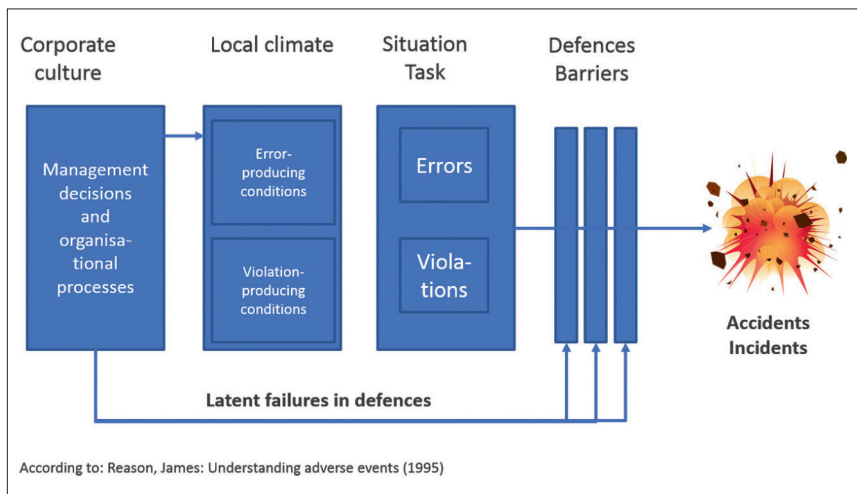 Corporate
culture
Local climate
Situation
Task
Defences
Barriers
Management
decisions
and
organisa-
tional
processes
Error-
producing
conditions
Violation-
producing
conditions
Errors
Viola-
tions
Accidents
Incidents
Latent failures in defences
According to: Reason, James: Understanding adverse events (1995)